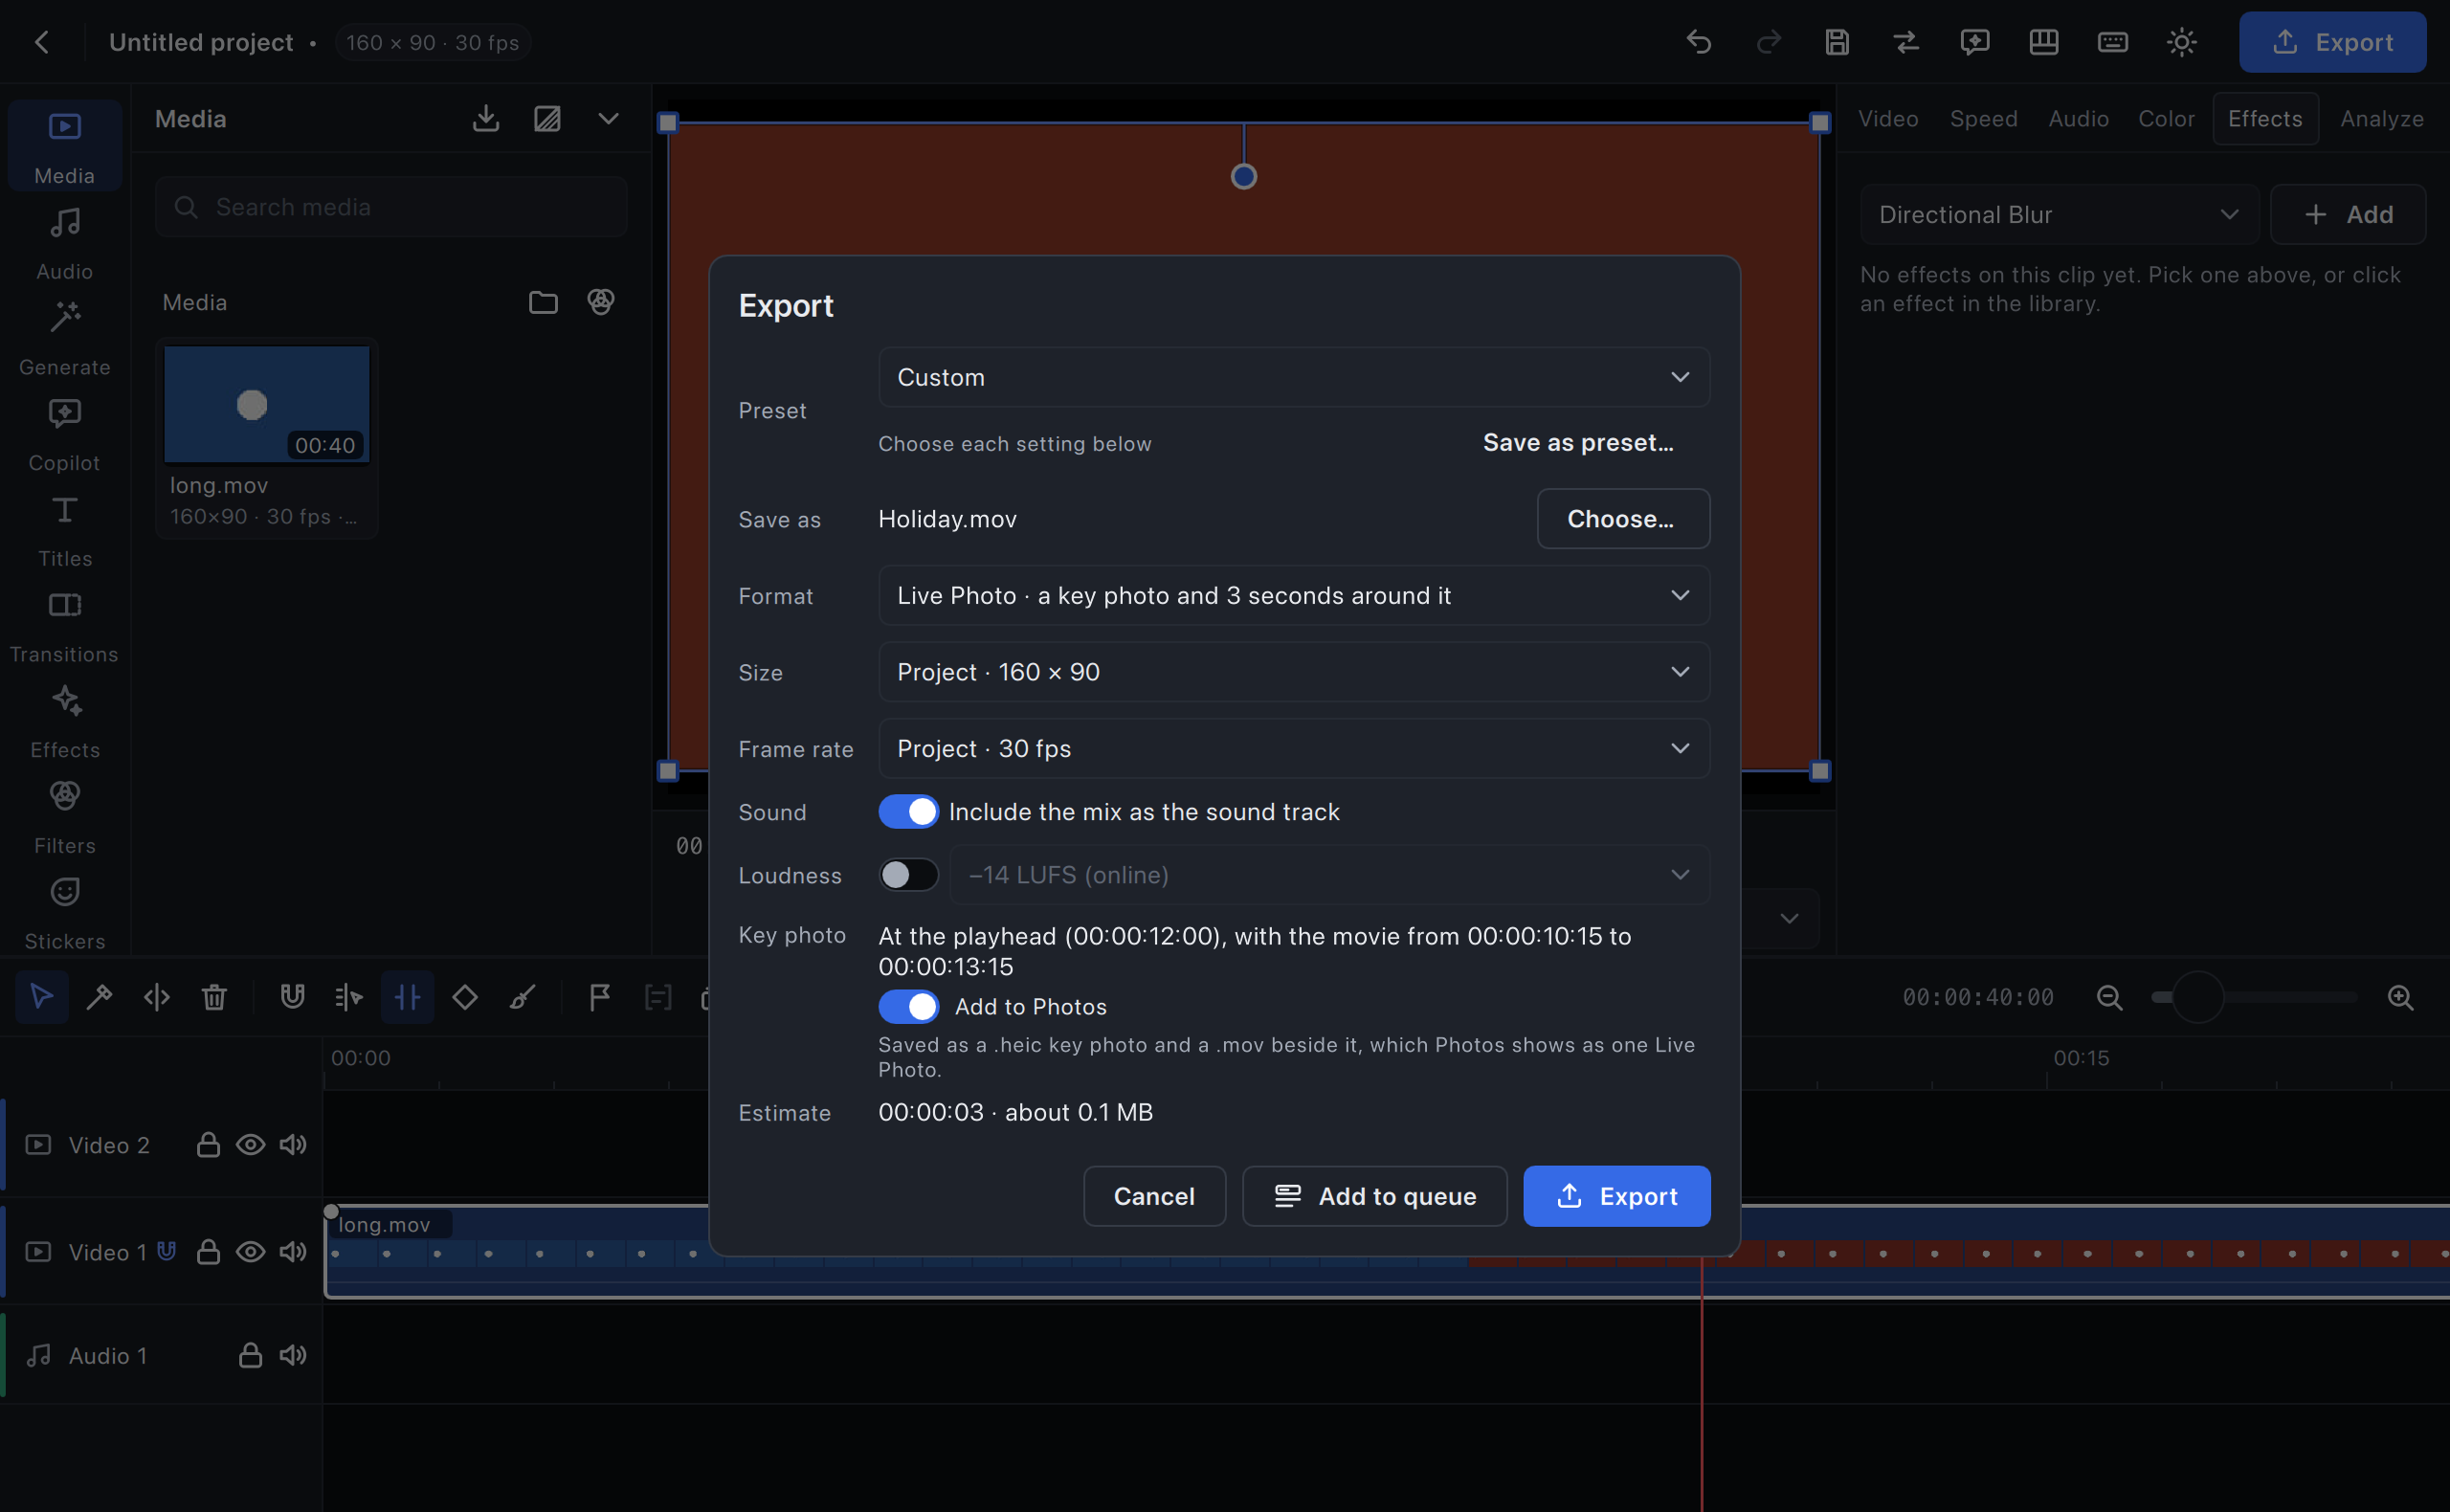 Untitled project • 160 × 90 · 30 fps
Export
Media
Audio
Generate
Copilot
Titles
Transitions
Effects
Filters
Stickers
Media
Search media
Media
00:40
long.mov
160×90 · 30 fps ·…
Video Speed Audio Color Effects Analyze
Directional Blur
Add
No effects on this clip yet. Pick one above, or click
an effect in the library.
Export
Preset
Custom
Choose each setting below
Save as preset…
Save as
Holiday.mov
Choose…
Format
Live Photo · a key photo and 3 seconds around it
Size
Project · 160 × 90
Frame rate
Project · 30 fps
Sound
Include the mix as the sound track
Loudness
−14 LUFS (online)
Key photo
At the playhead (00:00:12:00), with the movie from 00:00:10:15 to
00:00:13:15
Add to Photos
Saved as a .heic key photo and a .mov beside it, which Photos shows as one Live
Photo.
Estimate
00:00:03 · about 0.1 MB
Cancel
Add to queue
Export
00
00:00:40:00
00:00
00:15
Video 2
Video 1
long.mov
Audio 1